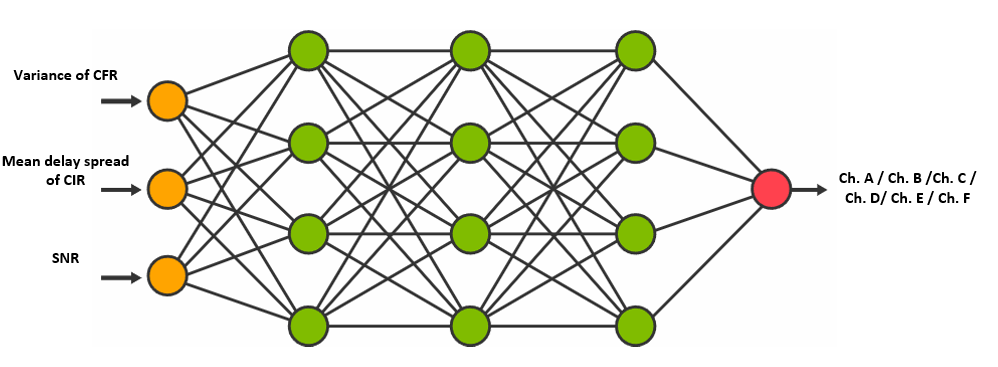 Variance of CFR
Mean delay spread
of CIR
SNR
Ch. A / Ch. B /Ch. C /
Ch. D/ Ch. E / Ch. F